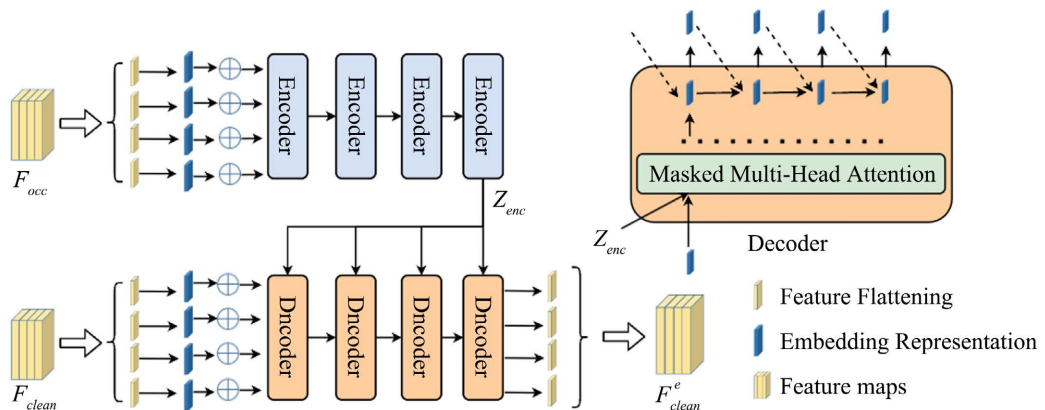 F_occ
Encoder
Encoder
Encoder
Encoder
Z_enc
F_clean
Dncoder
Dncoder
Dncoder
Dncoder
F^e_clean
Masked Multi-Head Attention
Z_enc
Decoder
Feature Flattening
Embedding Representation
Feature maps